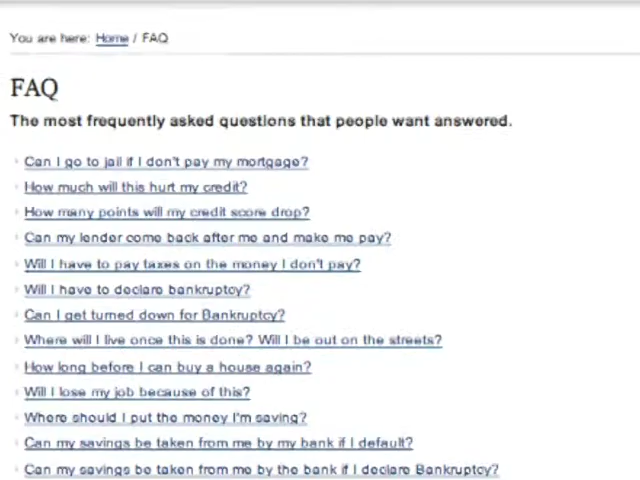 You are here: Home / FAQ
FAQ
The most frequently asked questions that people want answered.
Can I go to jail if I don't pay my mortgage?
How much will this hurt my credit?
How many points will my credit score drop?
Can my lender come back after me and make me pay?
Will I have to pay taxes on the money I don't pay?
Will I have to declare bankruptcy?
Can I get turned down for Bankruptcy?
Where will I live once this is done? Will I be out on the streets?
How long before I can buy a house again?
Will I lose my job because of this?
Where should I put the money I'm saving?
Can my savings be taken from me by my bank if I default?
Can my savings be taken from me by the bank if I declare Bankruptcy?